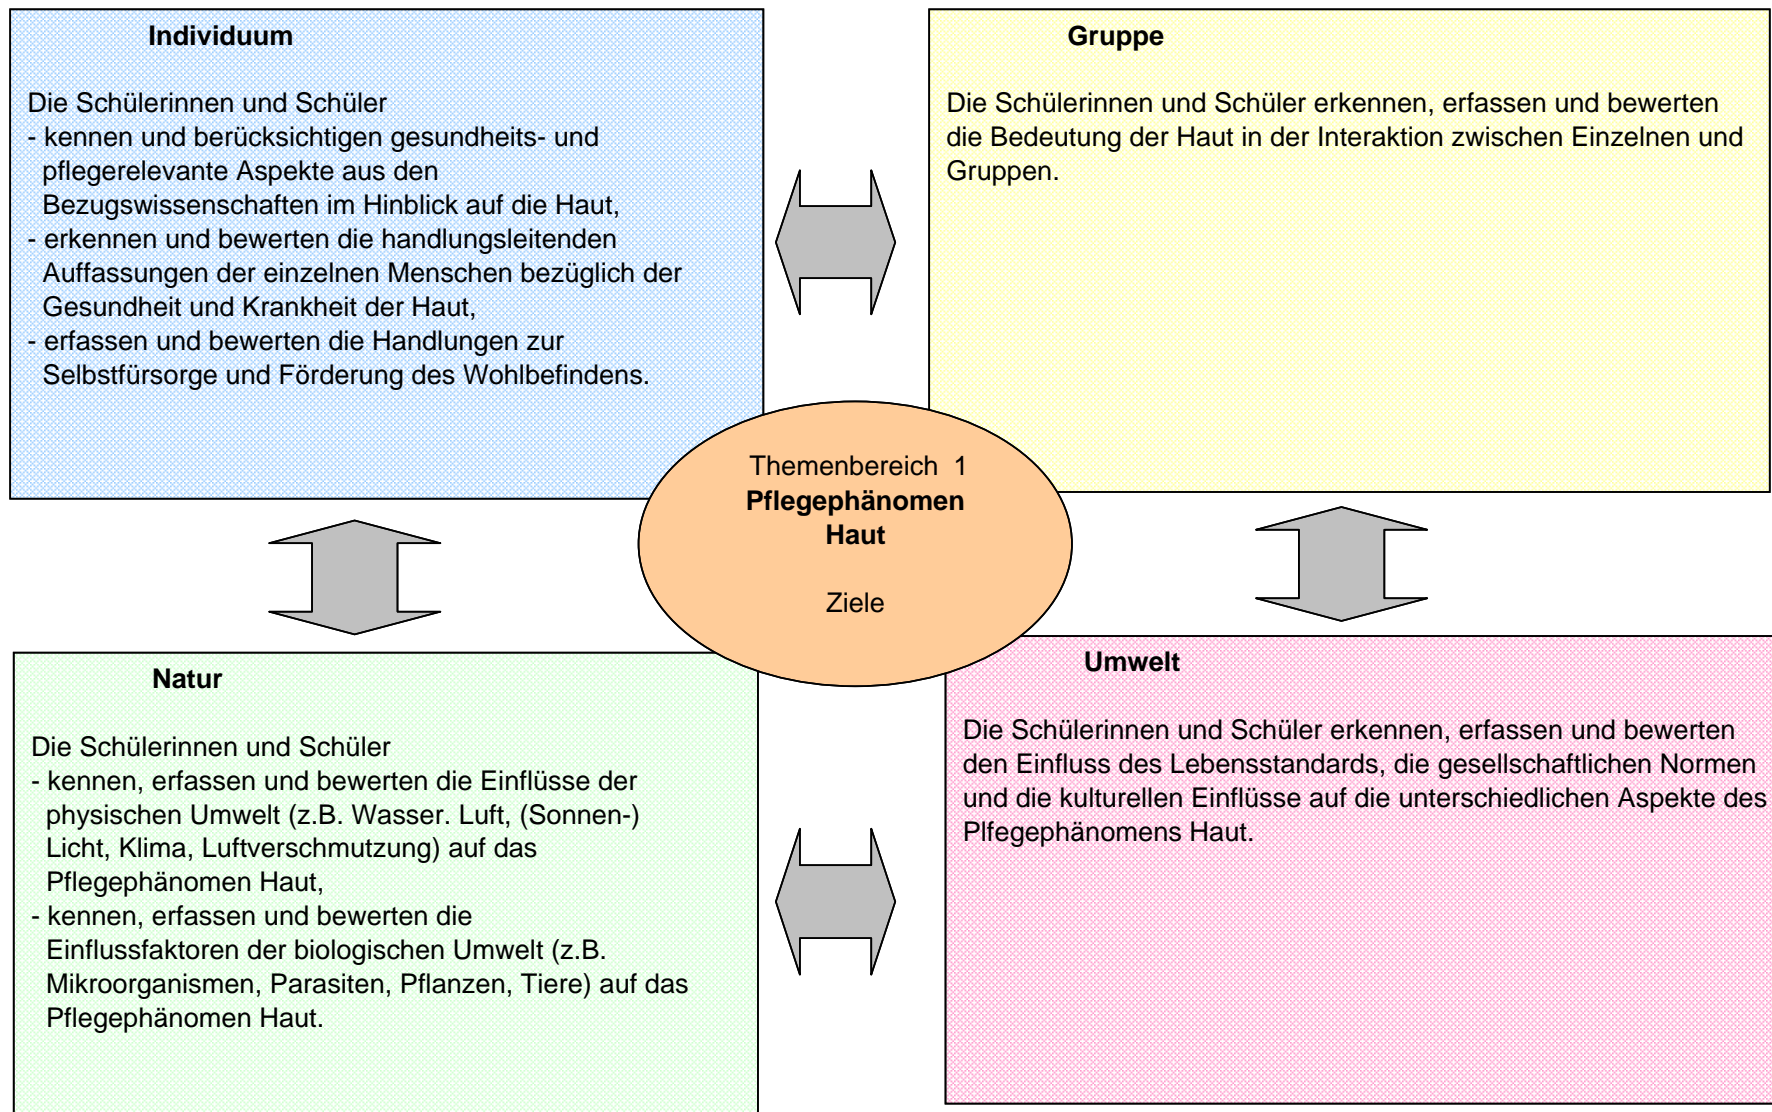 Individuum
Die Schülerinnen und Schüler
- kennen und berücksichtigen gesundheits- und
pflegerelevante Aspekte aus den
Bezugswissenschaften im Hinblick auf die Haut,
- erkennen und bewerten die handlungsleitenden
Auffassungen der einzelnen Menschen bezüglich der
Gesundheit und Krankheit der Haut,
- erfassen und bewerten die Handlungen zur
Selbstfürsorge und Förderung des Wohlbefindens.
Gruppe
Die Schülerinnen und Schüler erkennen, erfassen und bewerten
die Bedeutung der Haut in der Interaktion zwischen Einzelnen und
Gruppen.
Themenbereich 1
Pflegephänomen
Haut
Ziele
Natur
Die Schülerinnen und Schüler
- kennen, erfassen und bewerten die Einflüsse der
physischen Umwelt (z.B. Wasser. Luft, (Sonnen-)
Licht, Klima, Luftverschmutzung) auf das
Pflegephänomen Haut,
- kennen, erfassen und bewerten die
Einflussfaktoren der biologischen Umwelt (z.B.
Mikroorganismen, Parasiten, Pflanzen, Tiere) auf das
Pflegephänomen Haut.
Umwelt
Die Schülerinnen und Schüler erkennen, erfassen und bewerten
den Einfluss des Lebensstandards, die gesellschaftlichen Normen
und die kulturellen Einflüsse auf die unterschiedlichen Aspekte des
Plfegephänomens Haut.